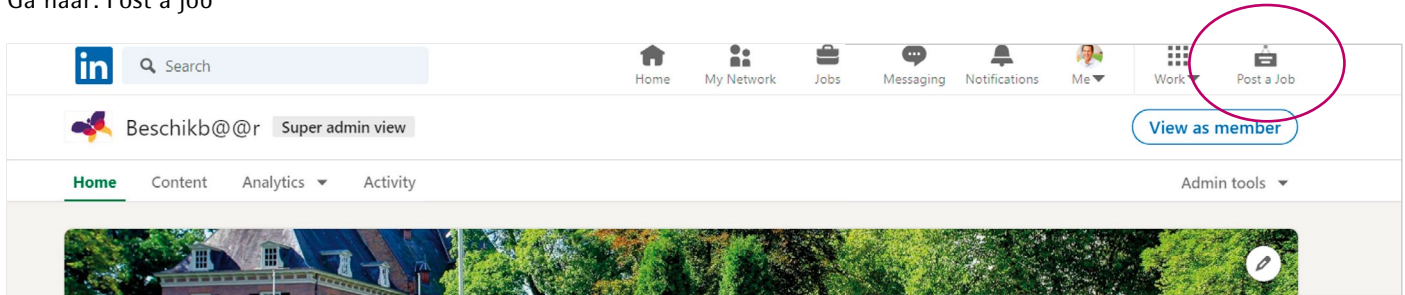 Ga naar: Post a job
in Search Home My Network Jobs Messaging Notifications Me Work Post a Job
Beschikb@@r Super admin view View as member
Home Content Analytics Activity Admin tools